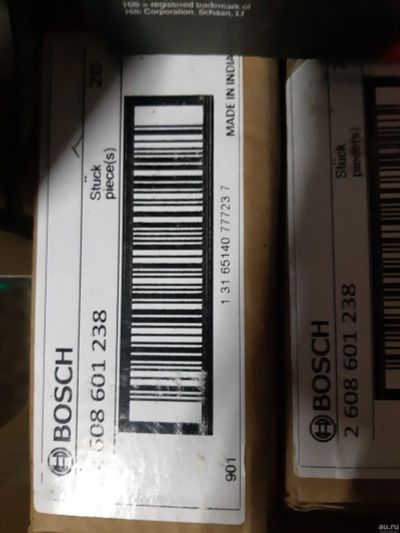 Hilti = registered trademark of
Hilti Corporation, Schaan, LI
BOSCH
608 601 238
Stück
piece(s)
1 31 65140 77723 7
MADE IN INDIA
901
BOSCH
2 608 601 238
Stück
piece(s)
au.ru